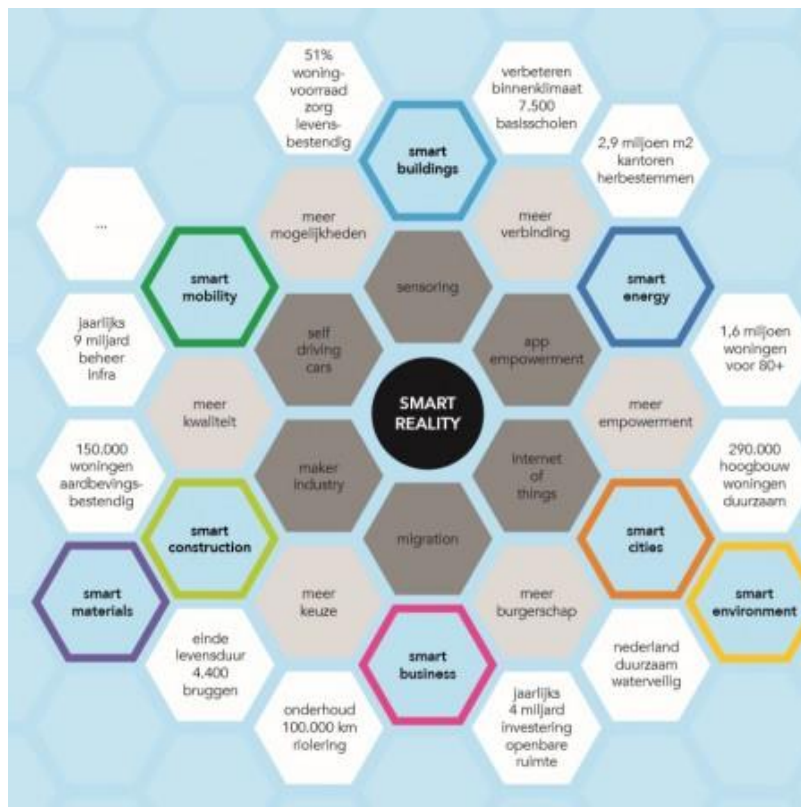 51%
woning-
voorraad
zorg
levens-
bestendig
verbeteren
binnenklimaat
7.500
basisscholen
smart
buildings
2,9 miljoen m2
kantoren
herbestemmen
...
meer
mogelijkheden
meer
verbinding
smart
mobility
sensoring
smart
energy
jaarlijks
9 miljard
beheer
infra
self
driving
cars
app
empowerment
1,6 miljoen
woningen
voor 80+
meer
kwaliteit
SMART
REALITY
meer
empowerment
150.000
woningen
aardbevings-
bestendig
maker
industry
internet
of
things
290.000
hoogbouw
woningen
duurzaam
smart
construction
migration
smart
cities
smart
materials
meer
keuze
meer
burgerschap
smart
environment
einde
levensduur
4.400
bruggen
smart
business
nederland
duurzaam
waterveilig
onderhoud
100.000 km
riolering
jaarlijks
4 miljard
investering
openbare
ruimte